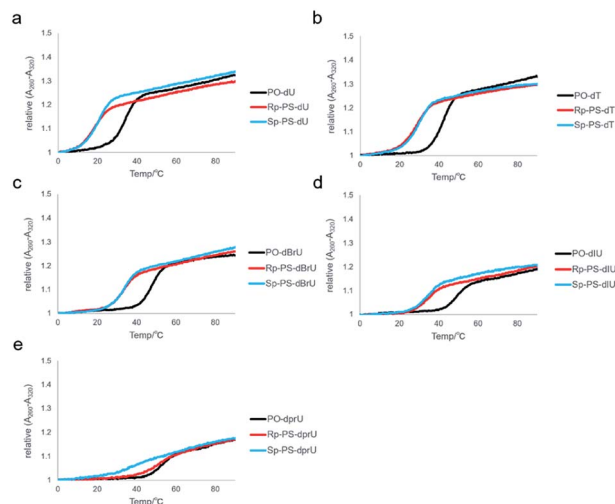 a
relative (A260-A320)
1.5
1.4
1.3
1.2
1.1
1
0 20 40 60 80
Temp/°C
PO-dU
Rp-PS-dU
Sp-PS-dU
b
relative (A260-A320)
1.5
1.4
1.3
1.2
1.1
1
0 20 40 60 80
Temp/°C
PO-dT
Rp-PS-dT
Sp-PS-dT
c
relative (A260-A320)
1.5
1.4
1.3
1.2
1.1
1
0 20 40 60 80
Temp/°C
PO-dBrU
Rp-PS-dBrU
Sp-PS-dBrU
d
relative (A260-A320)
1.5
1.4
1.3
1.2
1.1
1
0 20 40 60 80
Temp/°C
PO-dIU
Rp-PS-dIU
Sp-PS-dIU
e
relative (A260-A320)
1.5
1.4
1.3
1.2
1.1
1
0 20 40 60 80
Temp/°C
PO-dprU
Rp-PS-dprU
Sp-PS-dprU